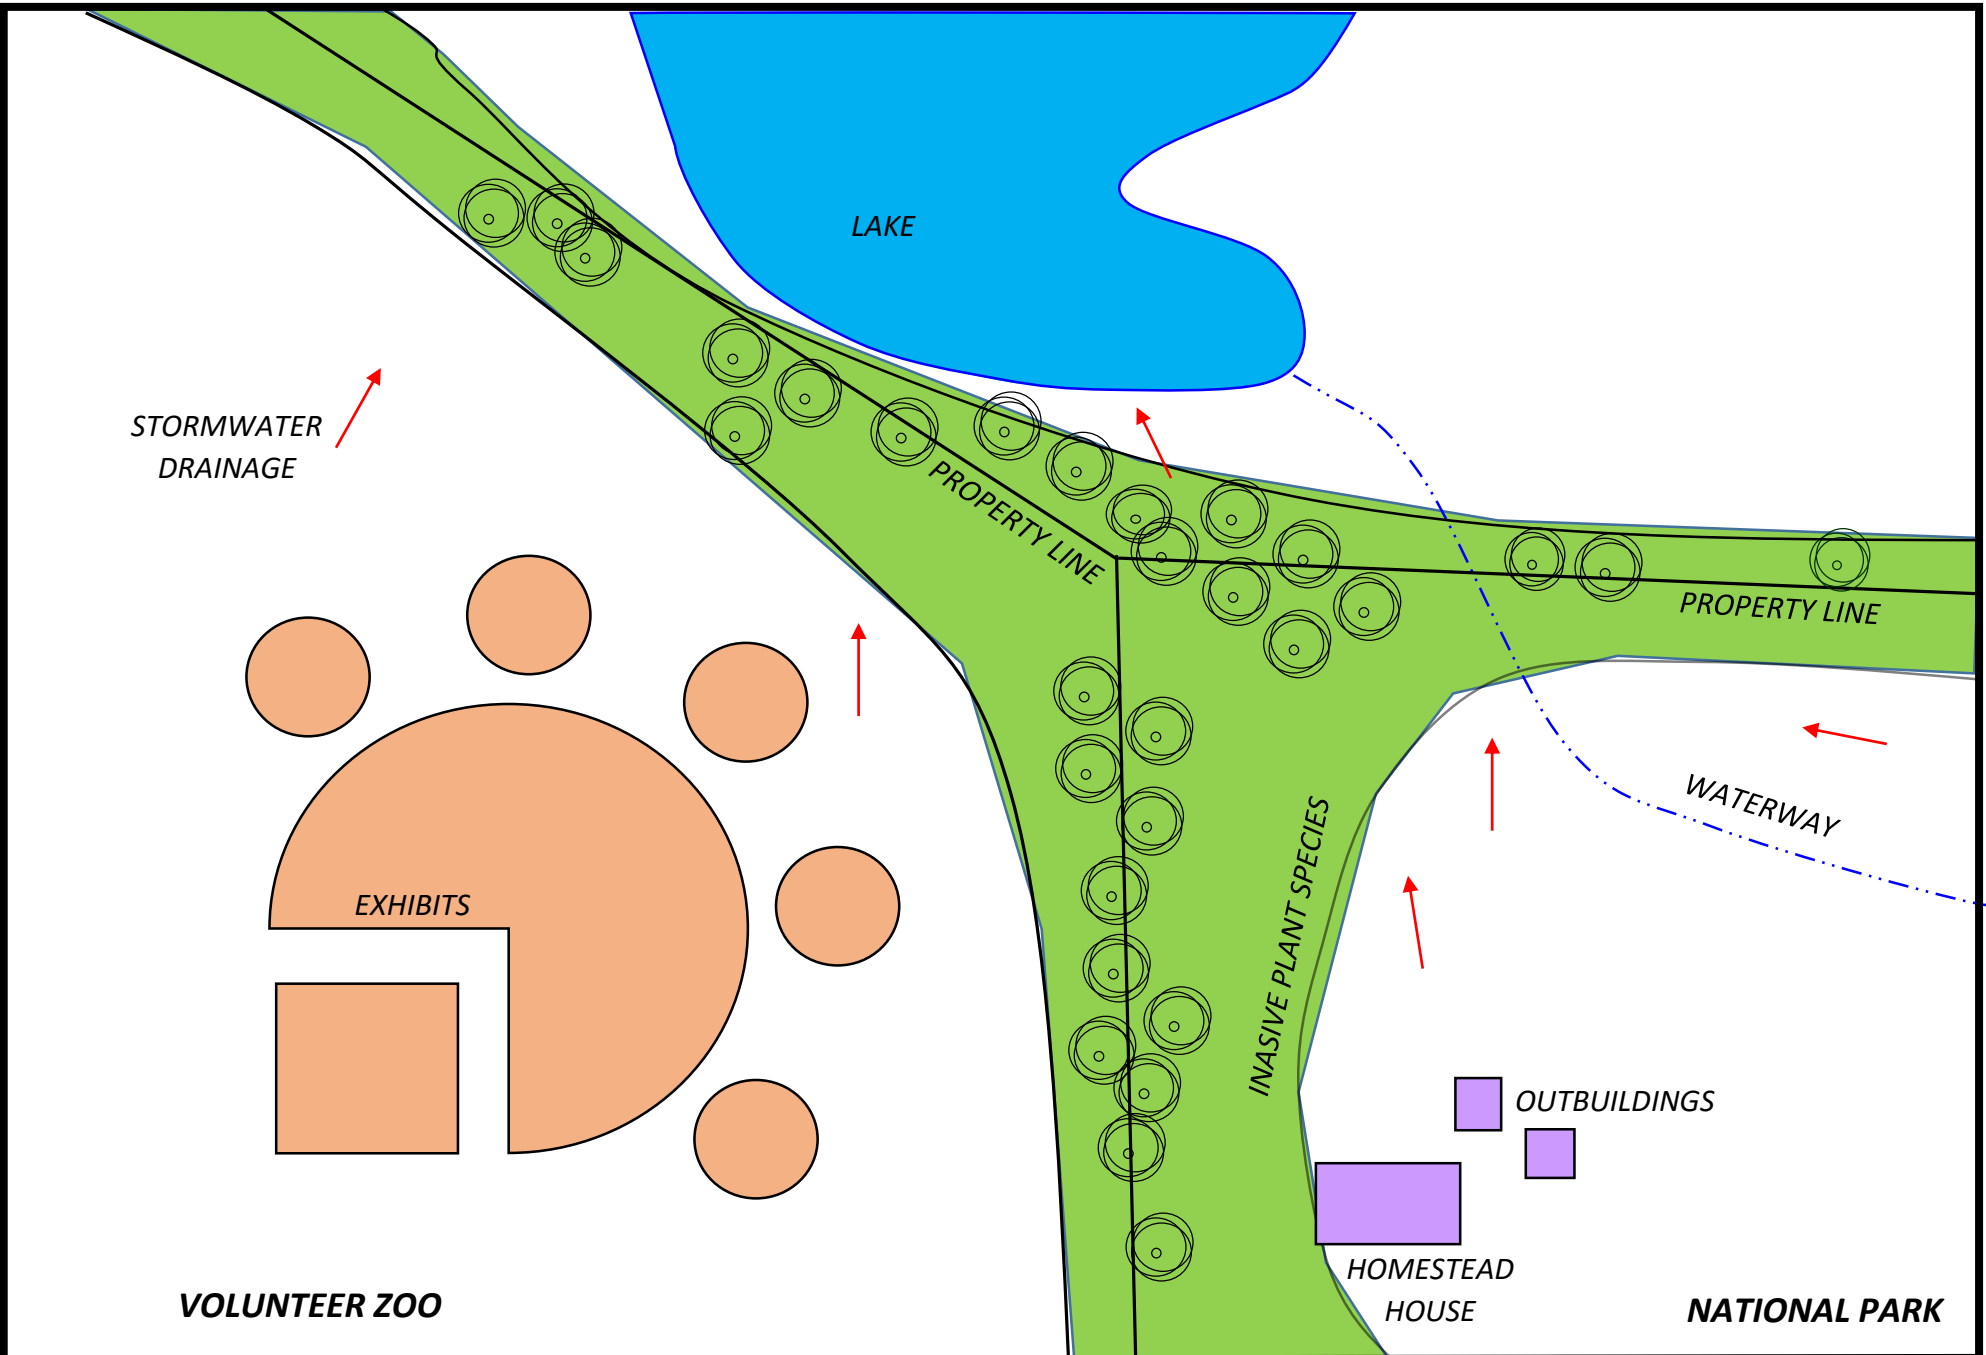 LAKE
STORMWATER
DRAINAGE
PROPERTY LINE
PROPERTY LINE
WATERWAY
INASIVE PLANT SPECIES
EXHIBITS
OUTBUILDINGS
HOMESTEAD
HOUSE
VOLUNTEER ZOO
NATIONAL PARK